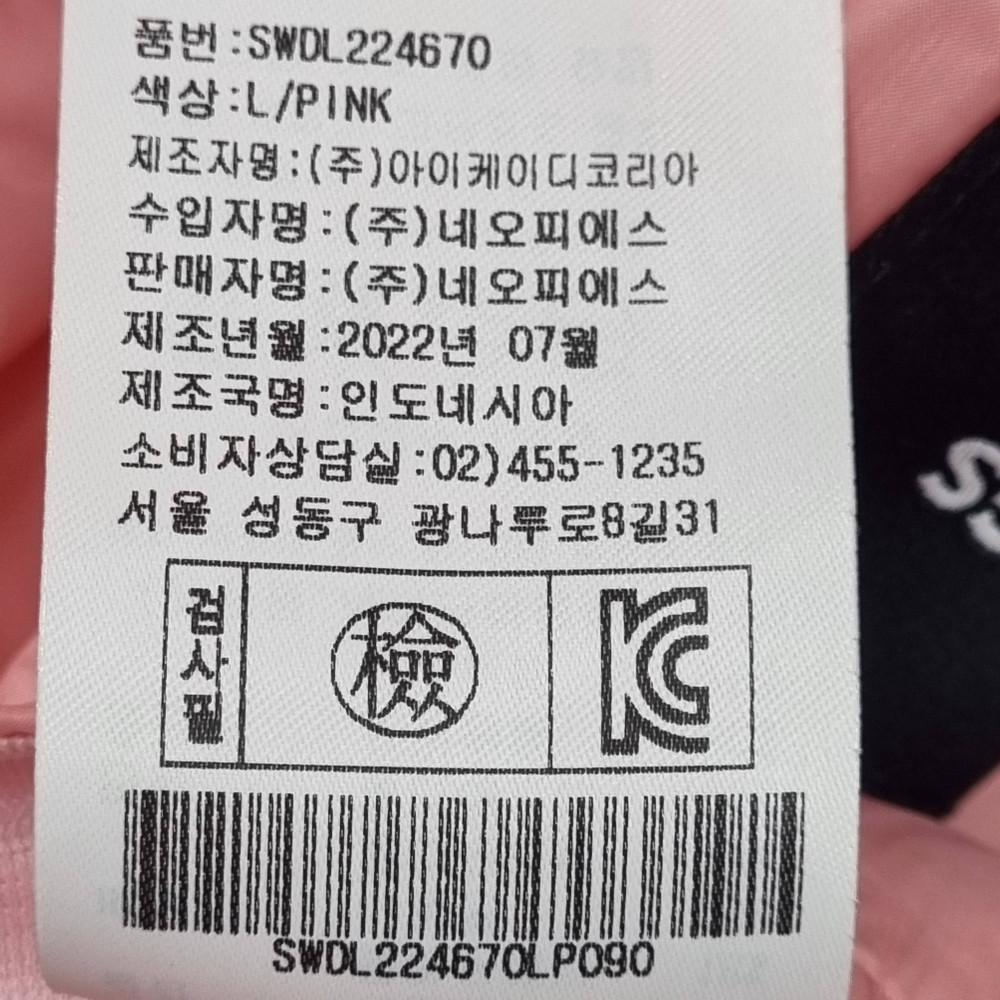 품번:SWDL224670
색상:L/PINK
제조자명:(주)아이케이디코리아
수입자명:(주)네오피에스
판매자명:(주)네오피에스
제조년월:2022년 07월
제조국명:인도네시아
소비자상담실:02)455-1235
서울 성동구 광나루로8길31
검사필
檢
KC
SWDL224670LP090